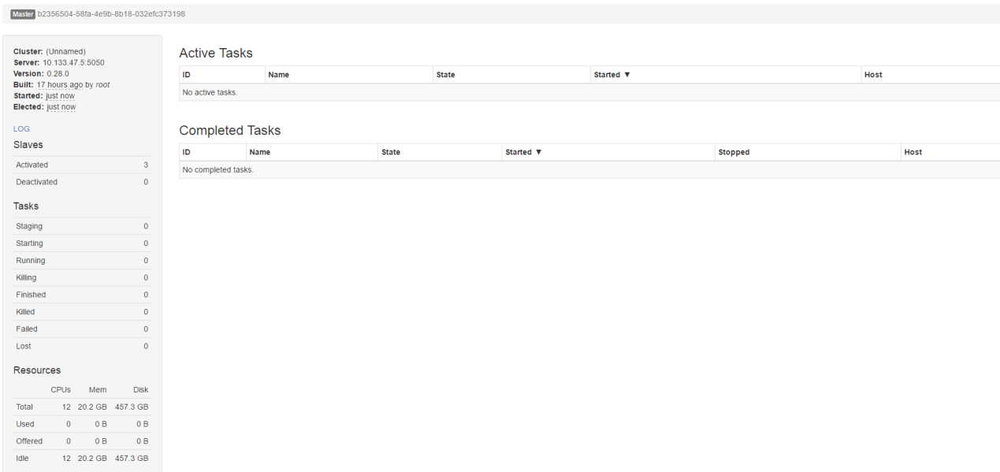 Master b2356504-58fa-4e9b-8b18-032efc373198
Cluster: (Unnamed)
Server: 10.133.47.5:5050
Version: 0.28.0
Built: 17 hours ago by root
Started: just now
Elected: just now
LOG
Slaves
Activated 3
Deactivated 0
Tasks
Staging 0
Starting 0
Running 0
Killing 0
Finished 0
Killed 0
Failed 0
Lost 0
Resources
CPUs Mem Disk
Total 12 20.2 GB 457.3 GB
Used 0 0 B 0 B
Offered 0 0 B 0 B
Idle 12 20.2 GB 457.3 GB
Active Tasks
ID Name State Started ▼ Host
No active tasks.
Completed Tasks
ID Name State Started ▼ Stopped Host
No completed tasks.